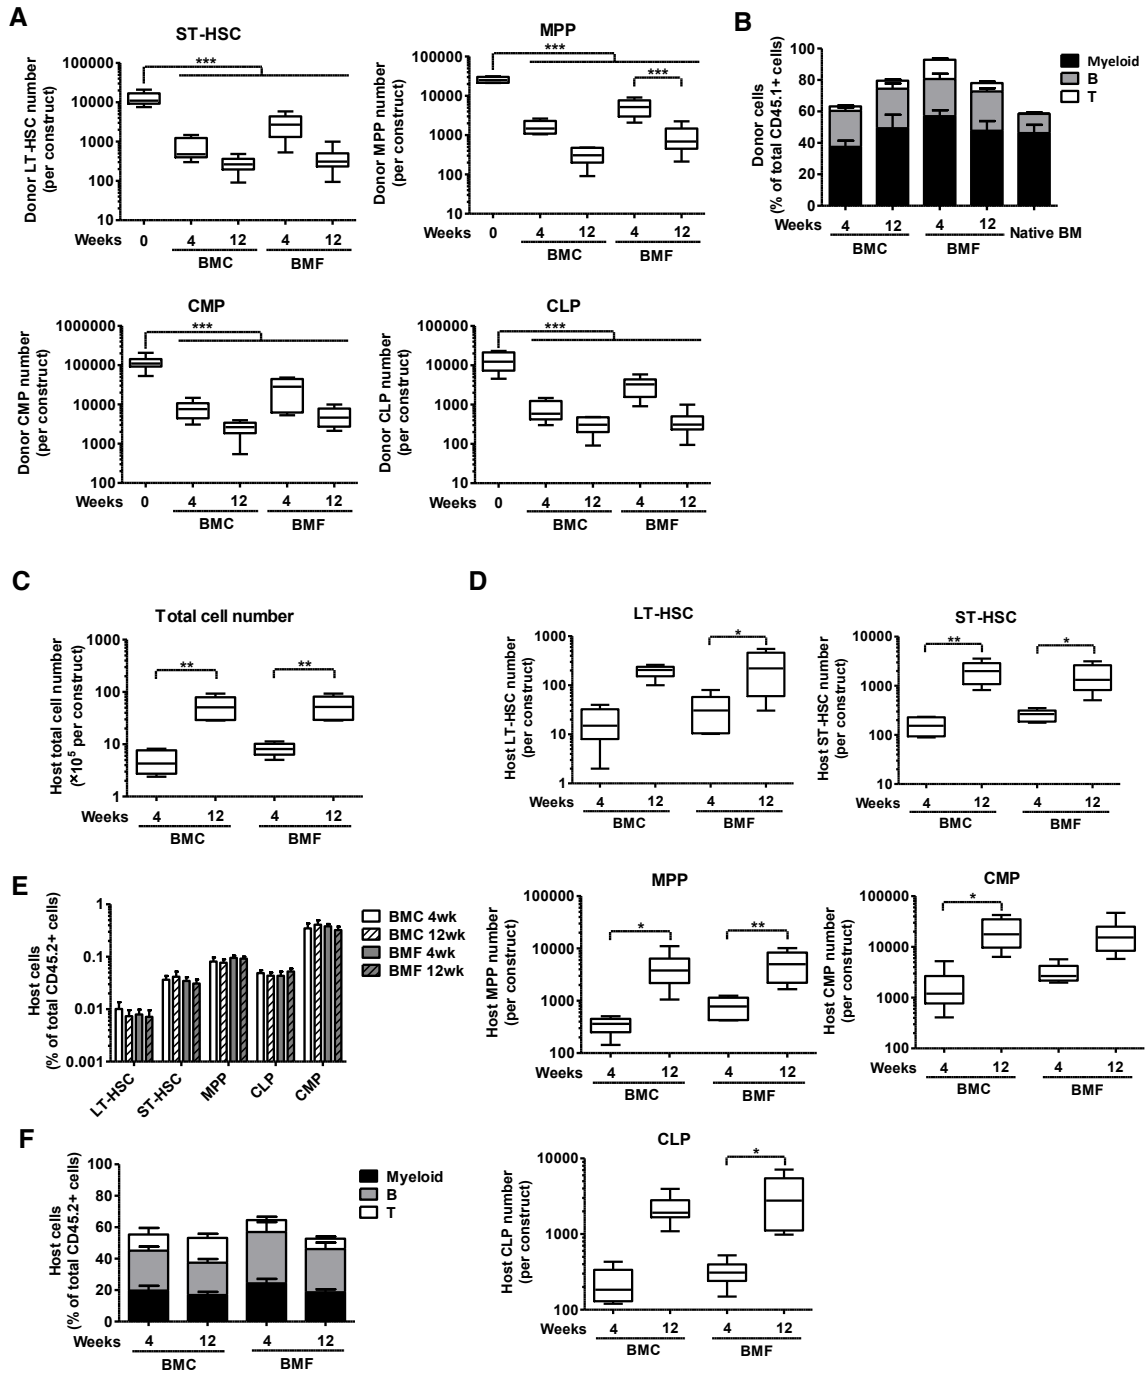 A
ST-HSC
Donor LT-HSC number
(per construct)
100000
10000
1000
100
10
***
Weeks 0 4 12 4 12
BMC BMF
MPP
Donor MPP number
(per construct)
100000
10000
1000
100
10
***
***
Weeks 0 4 12 4 12
BMC BMF
B
Donor cells
(% of total CD45.1+ cells)
100
80
60
40
20
0
Myeloid
B
T
Weeks 4 12 4 12 Native BM
BMC BMF
CMP
Donor CMP number
(per construct)
1000000
100000
10000
1000
100
***
Weeks 0 4 12 4 12
BMC BMF
CLP
Donor CLP number
(per construct)
100000
10000
1000
100
10
***
Weeks 0 4 12 4 12
BMC BMF
C
Total cell number
Host total cell number
(×10⁵ per construct)
1000
100
10
1
** **
Weeks 4 12 4 12
BMC BMF
D
LT-HSC
Host LT-HSC number
(per construct)
1000
100
10
1
*
Weeks 4 12 4 12
BMC BMF
ST-HSC
Host ST-HSC number
(per construct)
10000
1000
100
10
** *
Weeks 4 12 4 12
BMC BMF
E
Host cells
(% of total CD45.2+ cells)
1
0.1
0.01
0.001
BMC 4wk
BMC 12wk
BMF 4wk
BMF 12wk
LT-HSC ST-HSC MPP CLP CMP
MPP
Host MPP number
(per construct)
100000
10000
1000
100
* **
Weeks 4 12 4 12
BMC BMF
CMP
Host CMP number
(per construct)
100000
10000
1000
100
*
Weeks 4 12 4 12
BMC BMF
F
Host cells
(% of total CD45.2+ cells)
100
80
60
40
20
0
Myeloid
B
T
Weeks 4 12 4 12
BMC BMF
CLP
Host CLP number
(per construct)
10000
1000
100
*
Weeks 4 12 4 12
BMC BMF